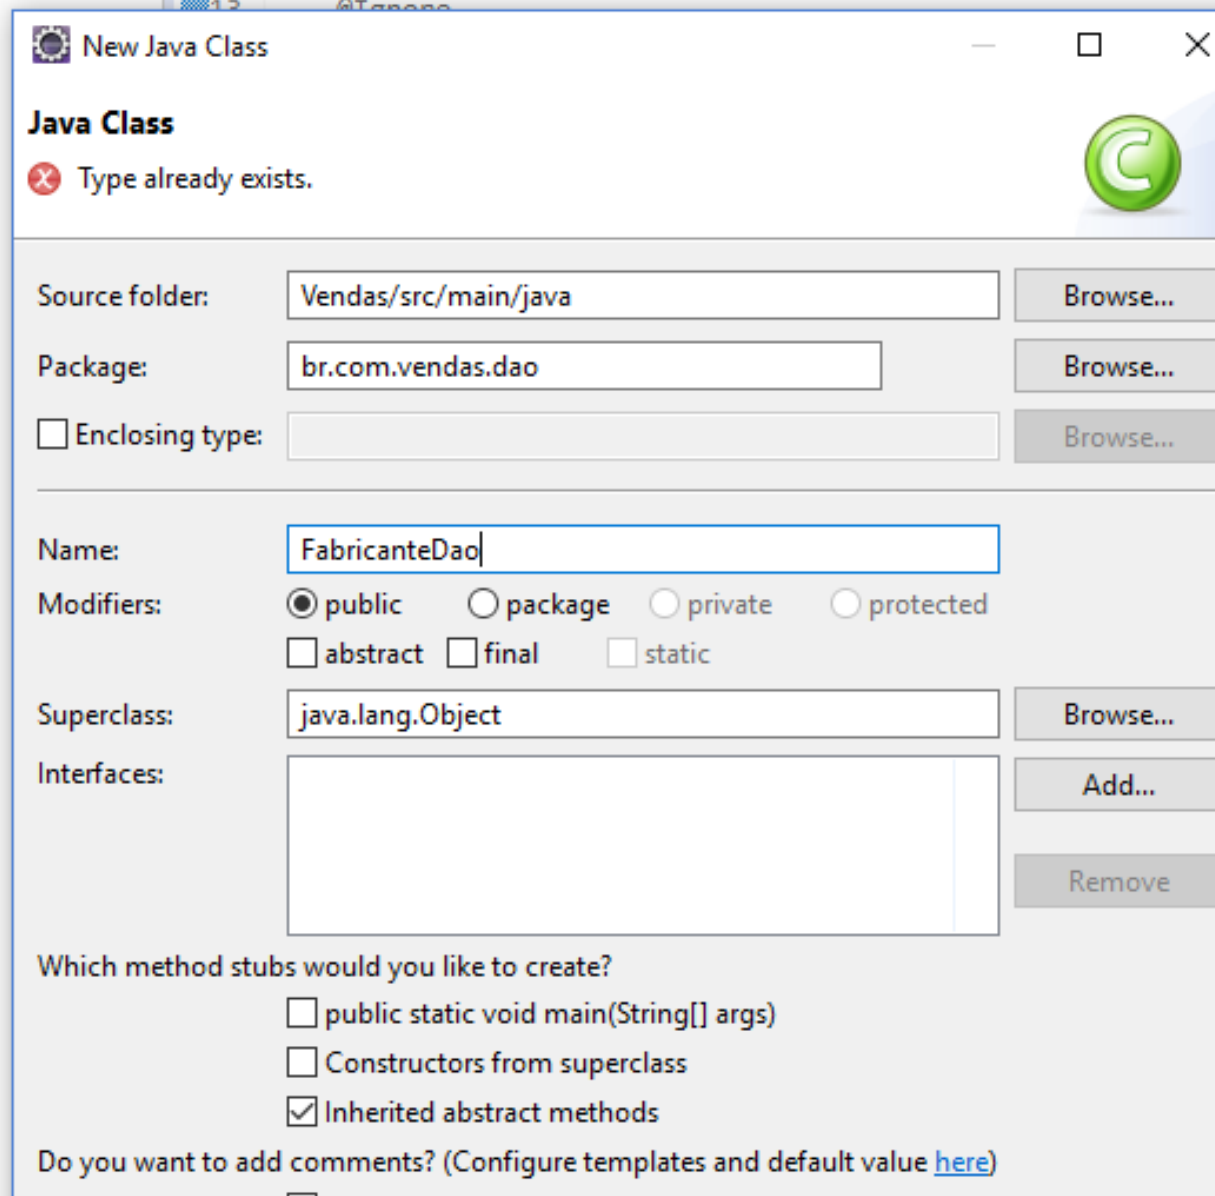 13 @Ignore
New Java Class
Java Class
Type already exists.
Source folder: Vendas/src/main/java Browse...
Package: br.com.vendas.dao Browse...
Enclosing type: Browse...
Name: FabricanteDao
Modifiers: public package private protected
abstract final static
Superclass: java.lang.Object Browse...
Interfaces: Add...
Remove
Which method stubs would you like to create?
public static void main(String[] args)
Constructors from superclass
Inherited abstract methods
Do you want to add comments? (Configure templates and default value here)